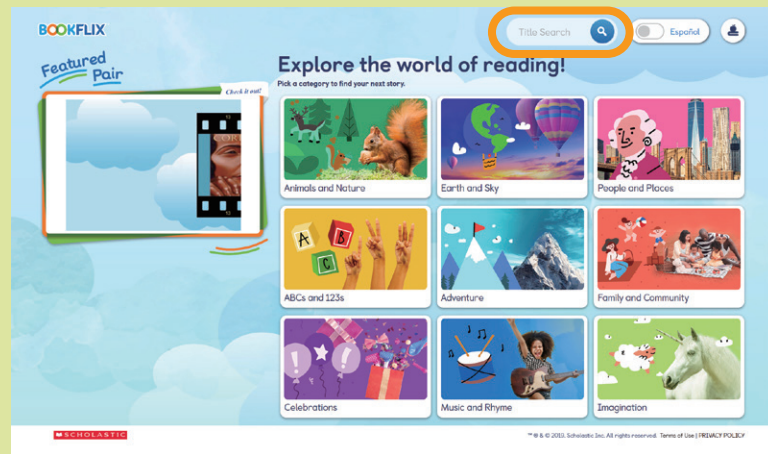 BOOKFLIX
Title Search
Español
Featured
Pair
Check it out!
Explore the world of reading!
Pick a category to find your next story.
Animals and Nature
Earth and Sky
People and Places
A B
C
ABCs and 123s
Adventure
Family and Community
Celebrations
Music and Rhyme
Imagination
SCHOLASTIC
™ ® & © 2019. Scholastic Inc. All rights reserved. Terms of Use | PRIVACY POLICY